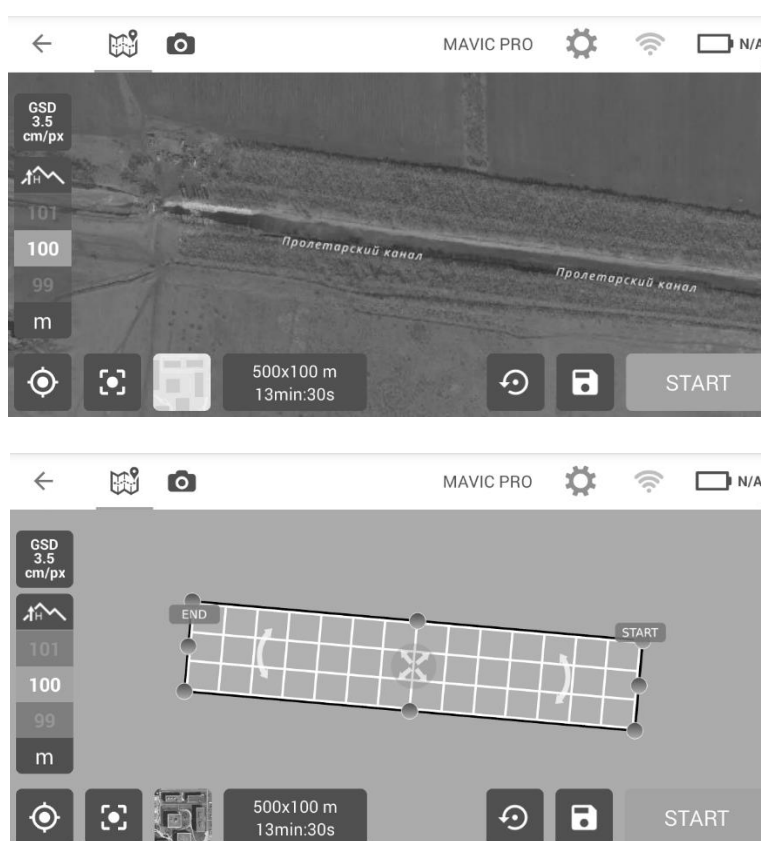 MAVIC PRO
N/A
GSD
3.5
cm/px
H
101
100
99
m
Пролетарский канал
Пролетарский канал
500x100 m
13min:30s
START
MAVIC PRO
N/A
GSD
3.5
cm/px
H
101
100
99
m
END
START
500x100 m
13min:30s
START